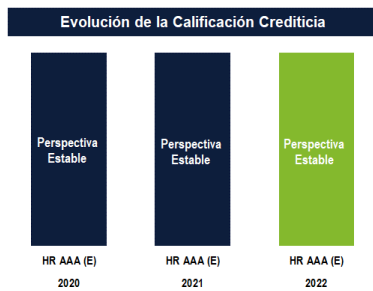 Evolución de la Calificación Crediticia
Perspectiva
Estable
Perspectiva
Estable
Perspectiva
Estable
HR AAA (E)
HR AAA (E)
HR AAA (E)
2020
2021
2022